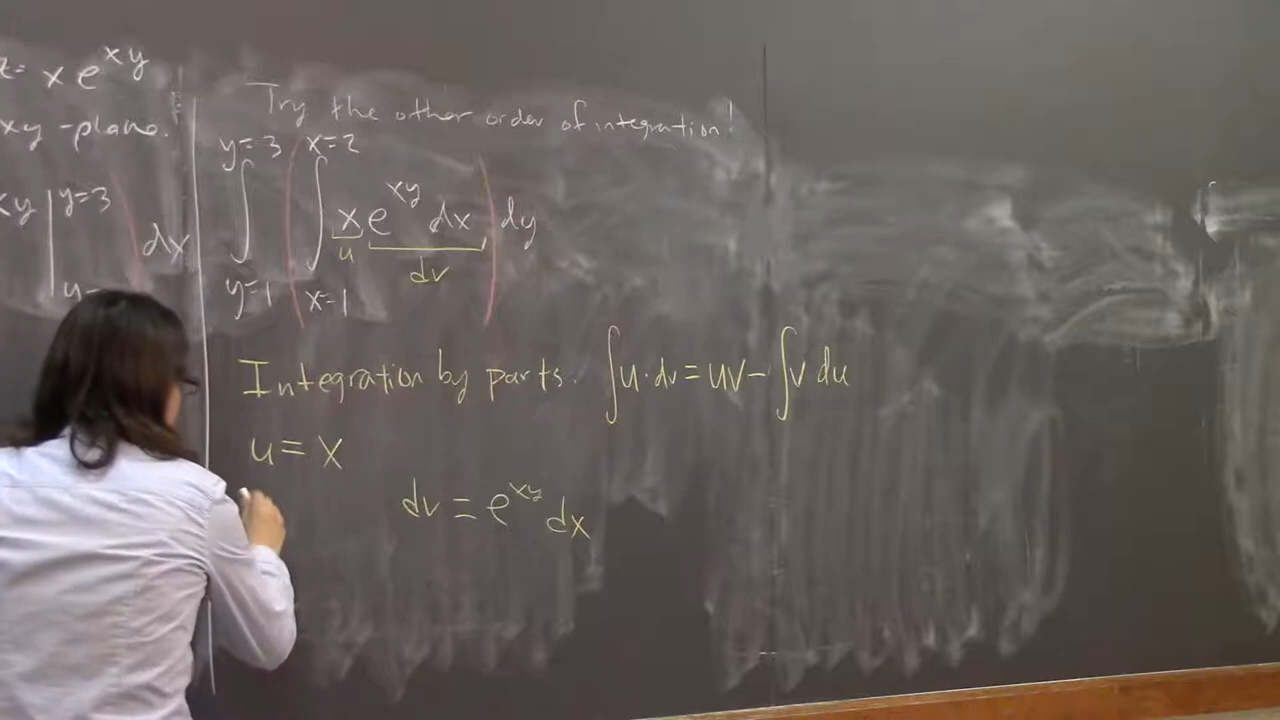 z = x e^{xy}
xy-plane.
xy | y=3 dx
Try the other order of integration!
y=3 x=2
∫ ( ∫ x e^{xy} dx ) dy
u dv
y=1 x=1
Integration by parts. ∫u·dv = uv - ∫v du
u = x
dv = e^{xy} dx